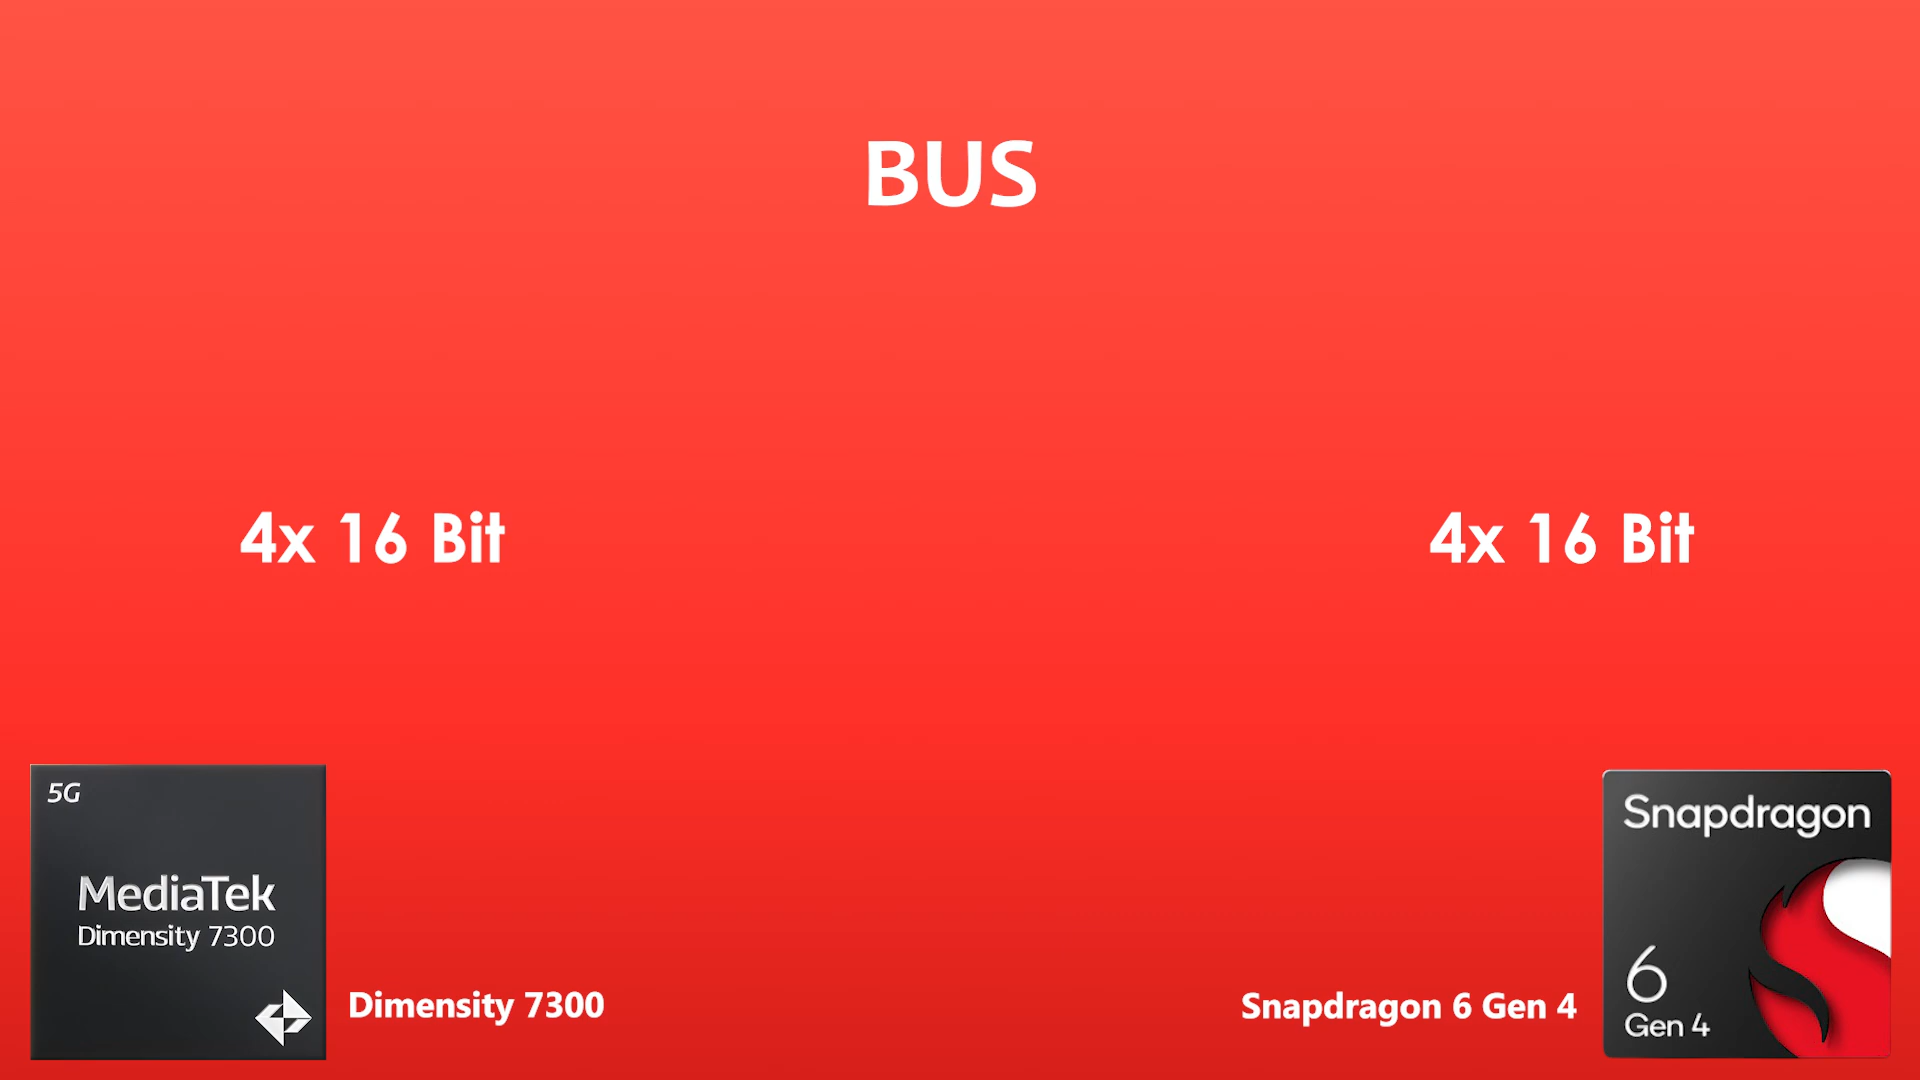 BUS
4x 16 Bit
4x 16 Bit
5G
MediaTek
Dimensity 7300
Dimensity 7300
Snapdragon 6 Gen 4
Snapdragon
6
Gen 4